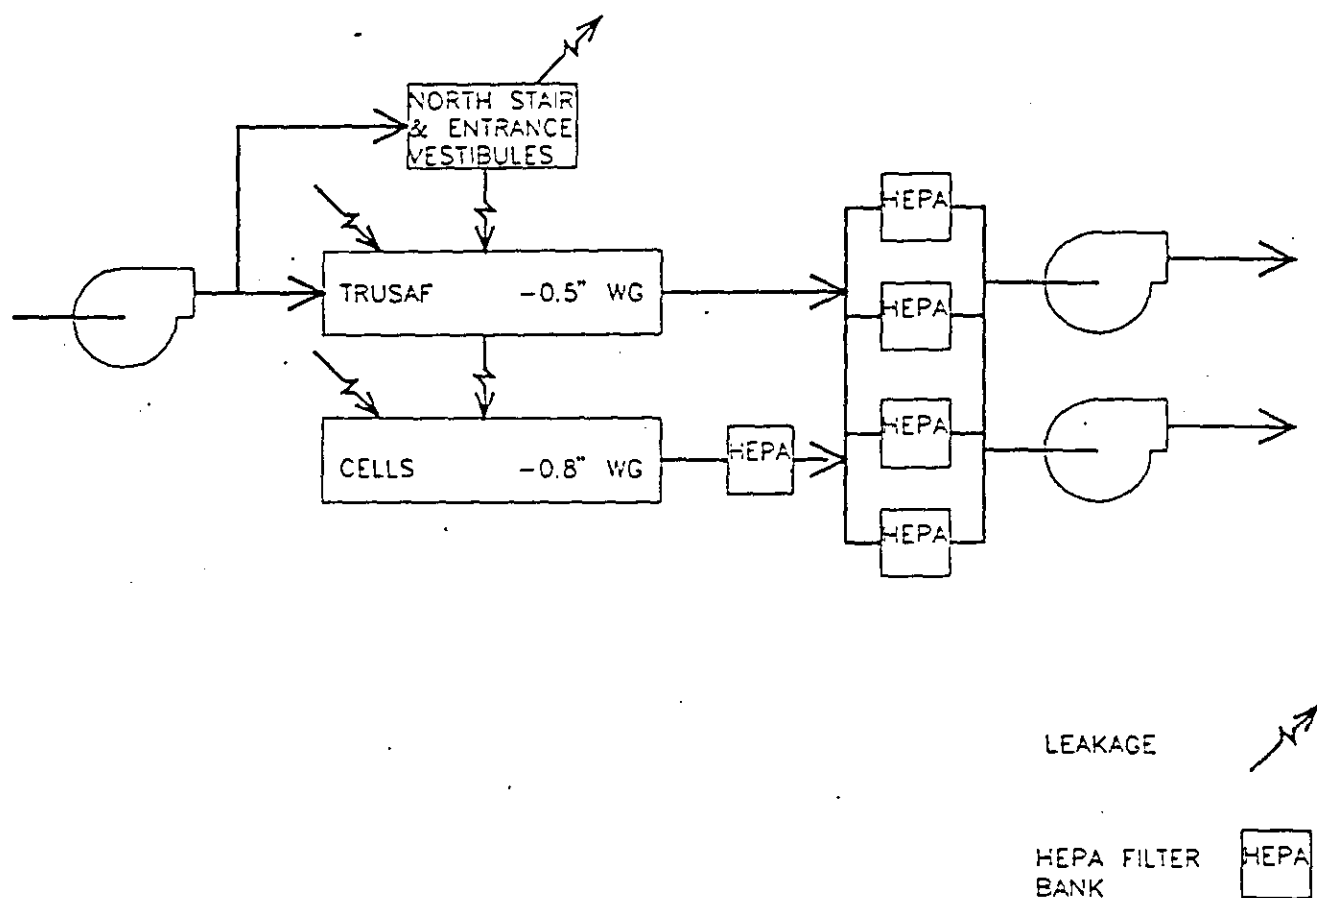 NORTH STAIR
& ENTRANCE
VESTIBULES
HEPA
TRUSAF -0.5" WG
HEPA
CELLS -0.8" WG
HEPA
HEPA
HEPA
LEAKAGE
HEPA FILTER
BANK
HEPA